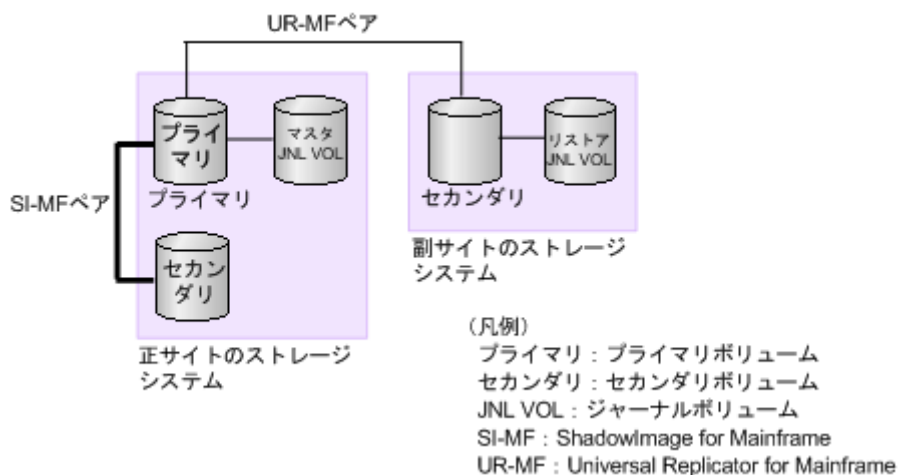 UR-MFペア
プライ
マリ
マスタ
JNL VOL
プライマリ
SI-MFペア
セカン
ダリ
正サイトのストレージ
システム
リストア
JNL VOL
セカンダリ
副サイトのストレージ
システム
(凡例)
プライマリ:プライマリボリューム
セカンダリ:セカンダリボリューム
JNL VOL:ジャーナルボリューム
SI-MF:ShadowImage for Mainframe
UR-MF:Universal Replicator for Mainframe